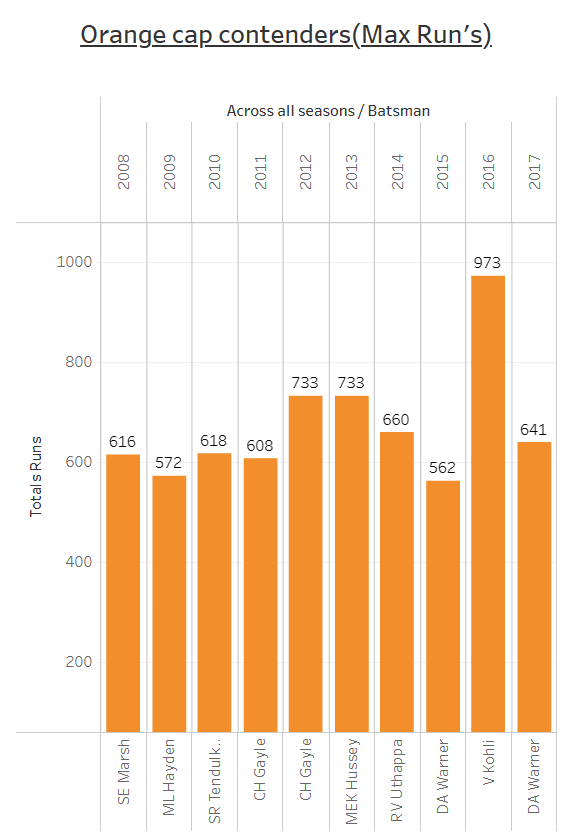 Orange cap contenders(Max Run's)
Across all seasons / Batsman
2008 2009 2010 2011 2012 2013 2014 2015 2016 2017
Totals Runs
1000
800
600
400
200
616 572 618 608 733 733 660 562 973 641
SE Marsh
ML Hayden
SR Tendulk..
CH Gayle
CH Gayle
MEK Hussey
RV Uthappa
DA Warner
V Kohli
DA Warner